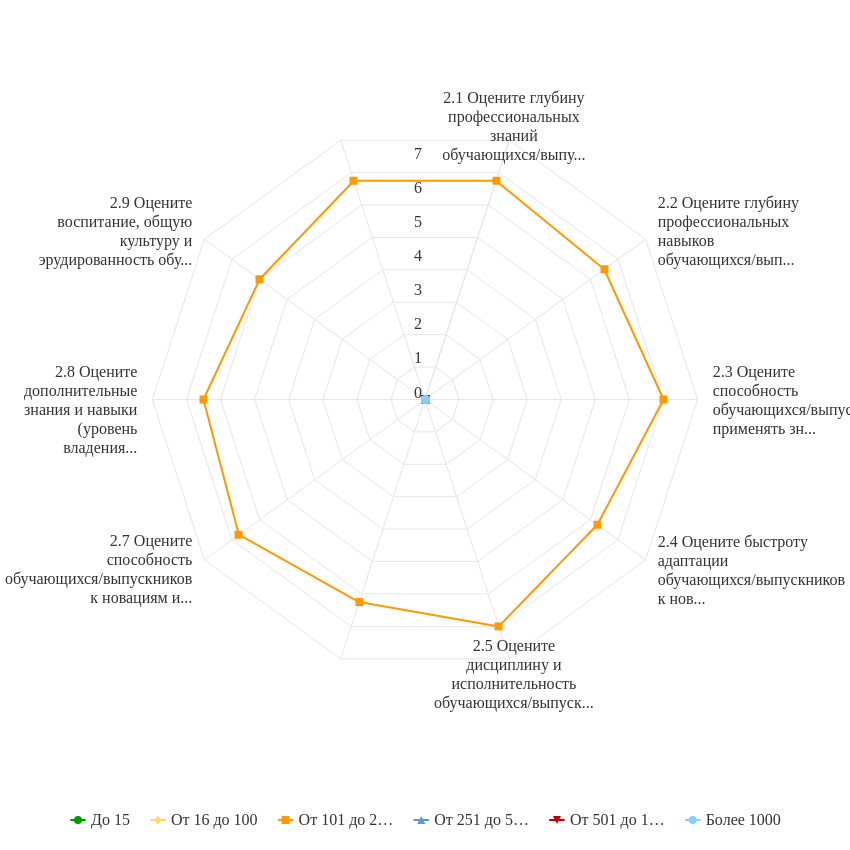 2.1 Оцените глубину
профессиональных
знаний
обучающихся/выпу...
2.2 Оцените глубину
профессиональных
навыков
обучающихся/вып...
2.3 Оцените
способность
обучающихся/выпус
применять зн...
2.4 Оцените быстроту
адаптации
обучающихся/выпускников
к нов...
2.5 Оцените
дисциплину и
исполнительность
обучающихся/выпуск...
2.7 Оцените
способность
обучающихся/выпускников
к новациям и...
2.8 Оцените
дополнительные
знания и навыки
(уровень
владения...
2.9 Оцените
воспитание, общую
культуру и
эрудированность обу...
7
6
5
4
3
2
1
0
До 15
От 16 до 100
От 101 до 2…
От 251 до 5…
От 501 до 1…
Более 1000